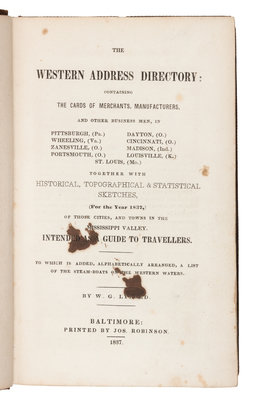 THE
WESTERN ADDRESS DIRECTORY:
CONTAINING
THE CARDS OF MERCHANTS, MANUFACTURERS,
AND OTHER BUSINESS MEN, IN
PITTSBURGH, (Pa.) DAYTON, (O.)
WHEELING, (Va.) CINCINNATI, (O.)
ZANESVILLE, (O.) MADISON, (Ind.)
PORTSMOUTH, (O.) LOUISVILLE, (K.)
ST. LOUIS, (Mo.)
TOGETHER WITH
HISTORICAL, TOPOGRAPHICAL & STATISTICAL
SKETCHES,
(For the Year 1837,)
OF THOSE CITIES, AND TOWNS IN THE
MISSISSIPPI VALLEY.
GUIDE TO TRAVELLERS.
TO WHICH IS ADDED, ALPHABETICALLY ARRANGED, A LIST
OF THE STEAM-BOATS ON THE WESTERN WATERS.
BY W. G.
BALTIMORE:
PRINTED BY JOS. ROBINSON.
1837.